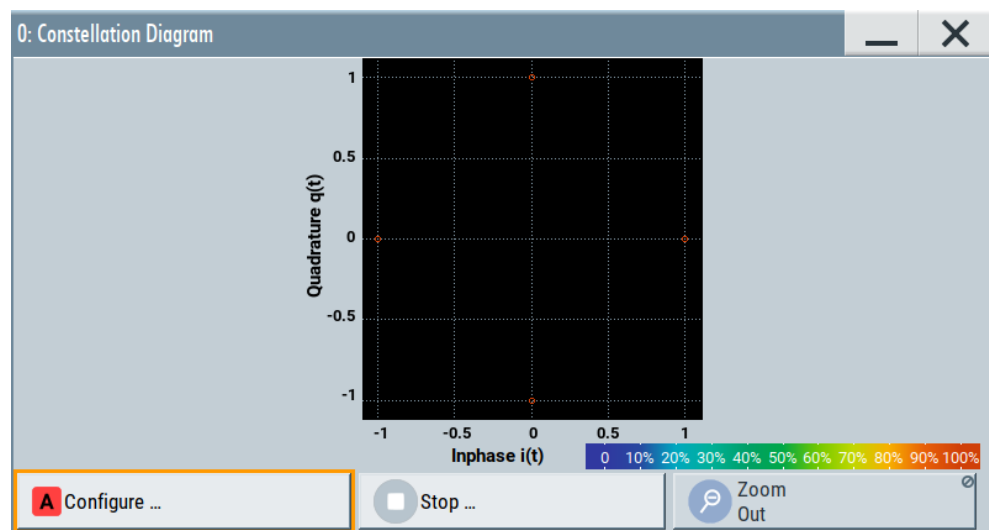 0: Constellation Diagram
1
0.5
0
-0.5
-1
Quadrature q(t)
-1 -0.5 0 0.5 1
Inphase i(t)
0 10% 20% 30% 40% 50% 60% 70% 80% 90% 100%
A Configure ...
Stop ...
Zoom
Out